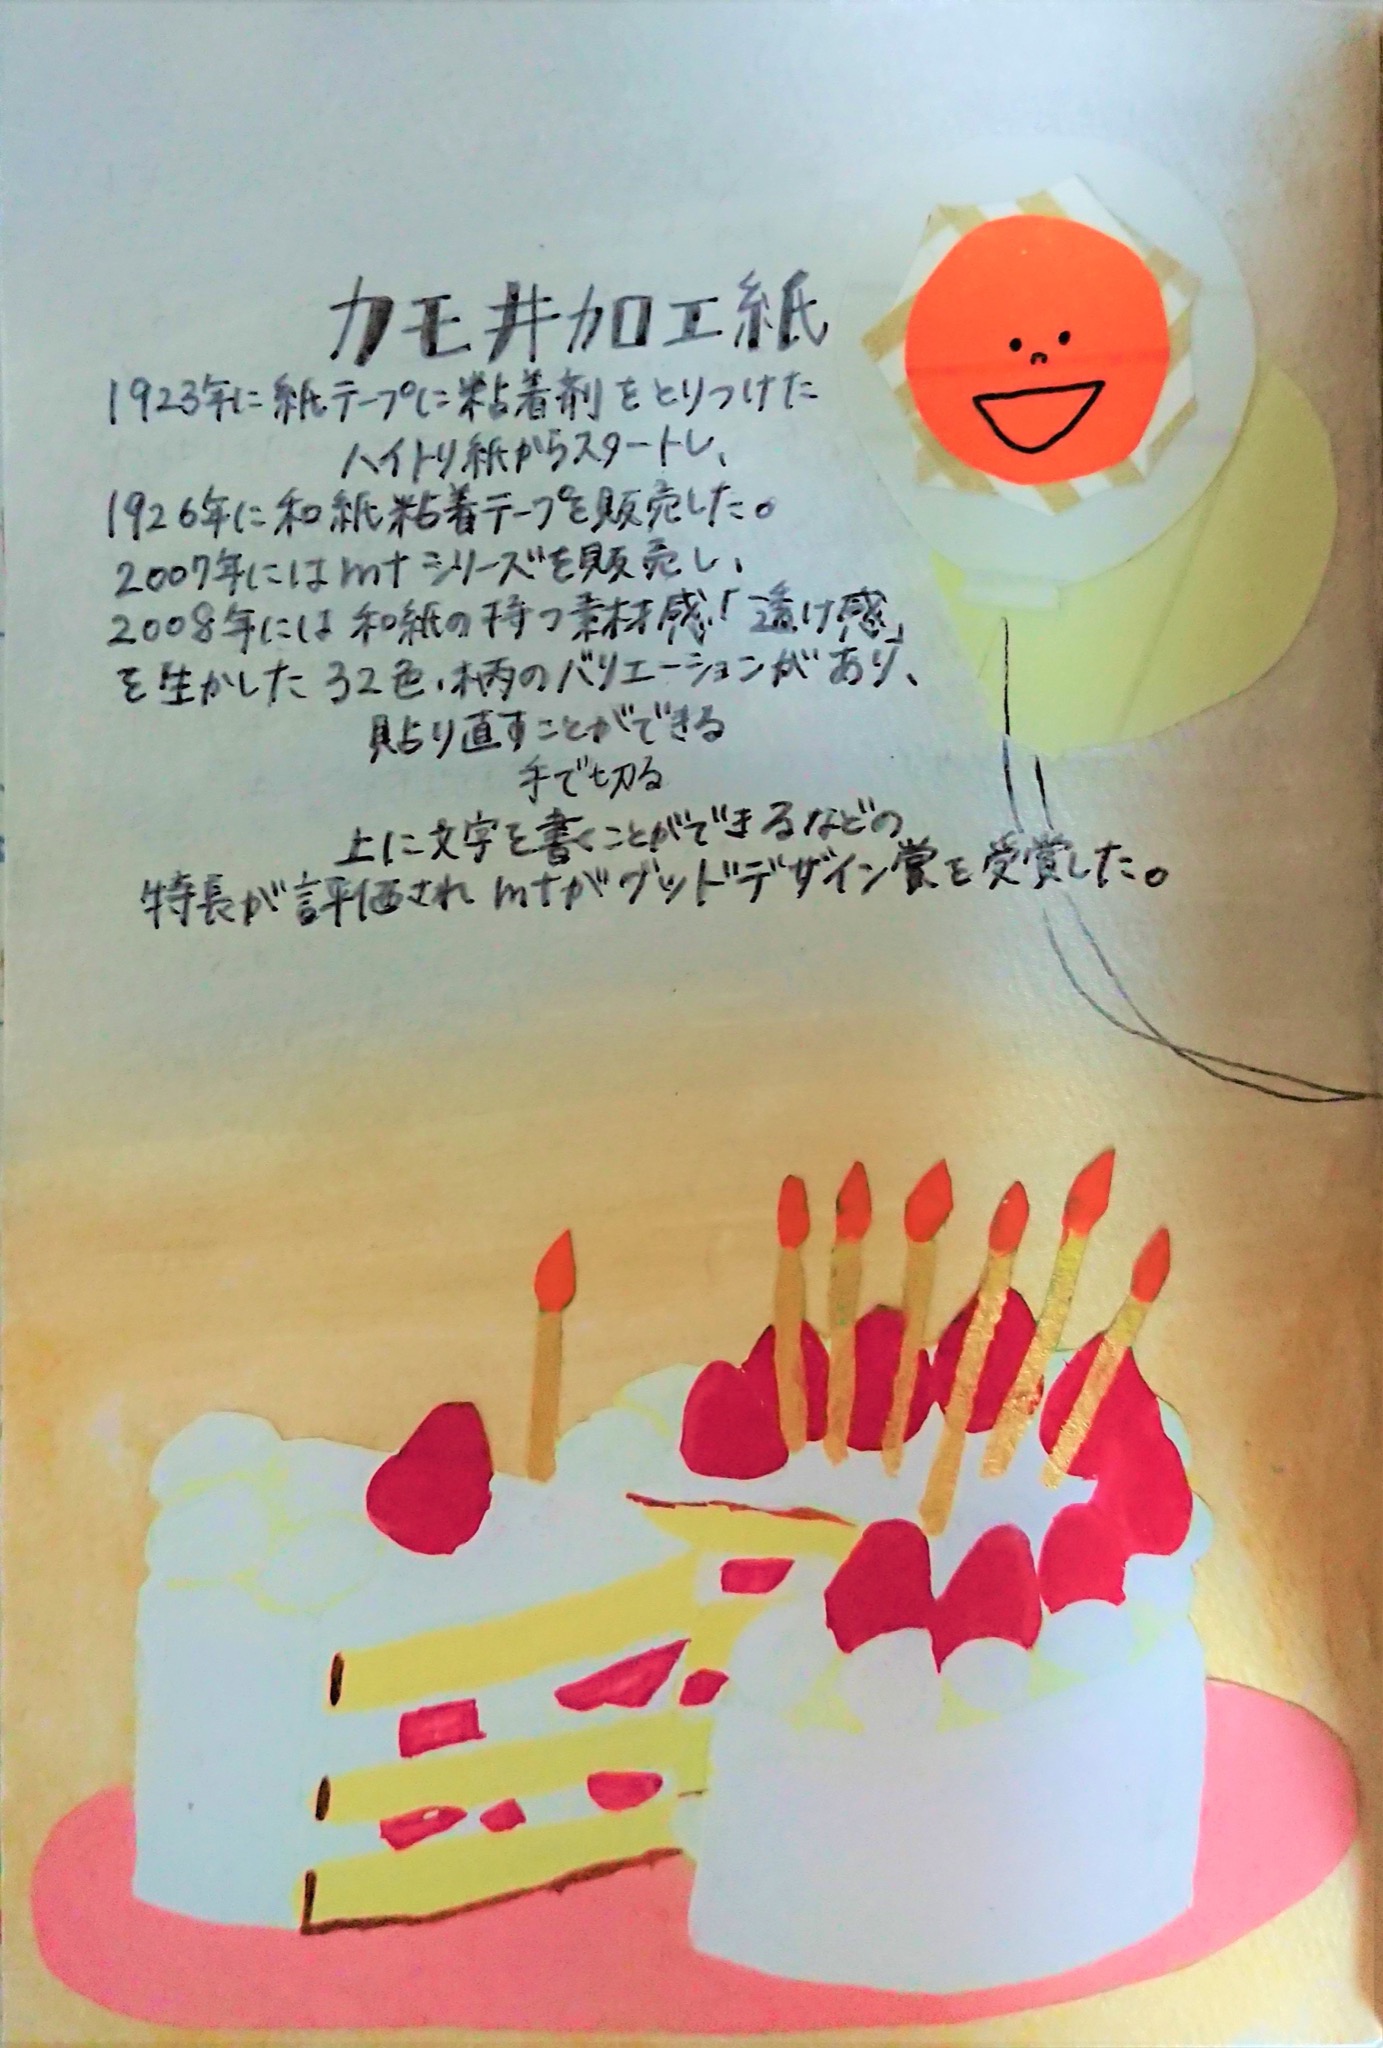 カモ井加工紙
1923年に紙テープに粘着剤をとりつけた
ハイトリ紙からスタートし、
1926年に和紙粘着テープを販売した。
2007年にはmtシリーズを販売し、
2008年には和紙の持つ素材感「透け感」
を生かした32色、柄のバリエーションがあり、
貼り直すことができる
手で切る
上に文字を書くことができるなどの
特長が評価されmtがグッドデザイン賞を受賞した。